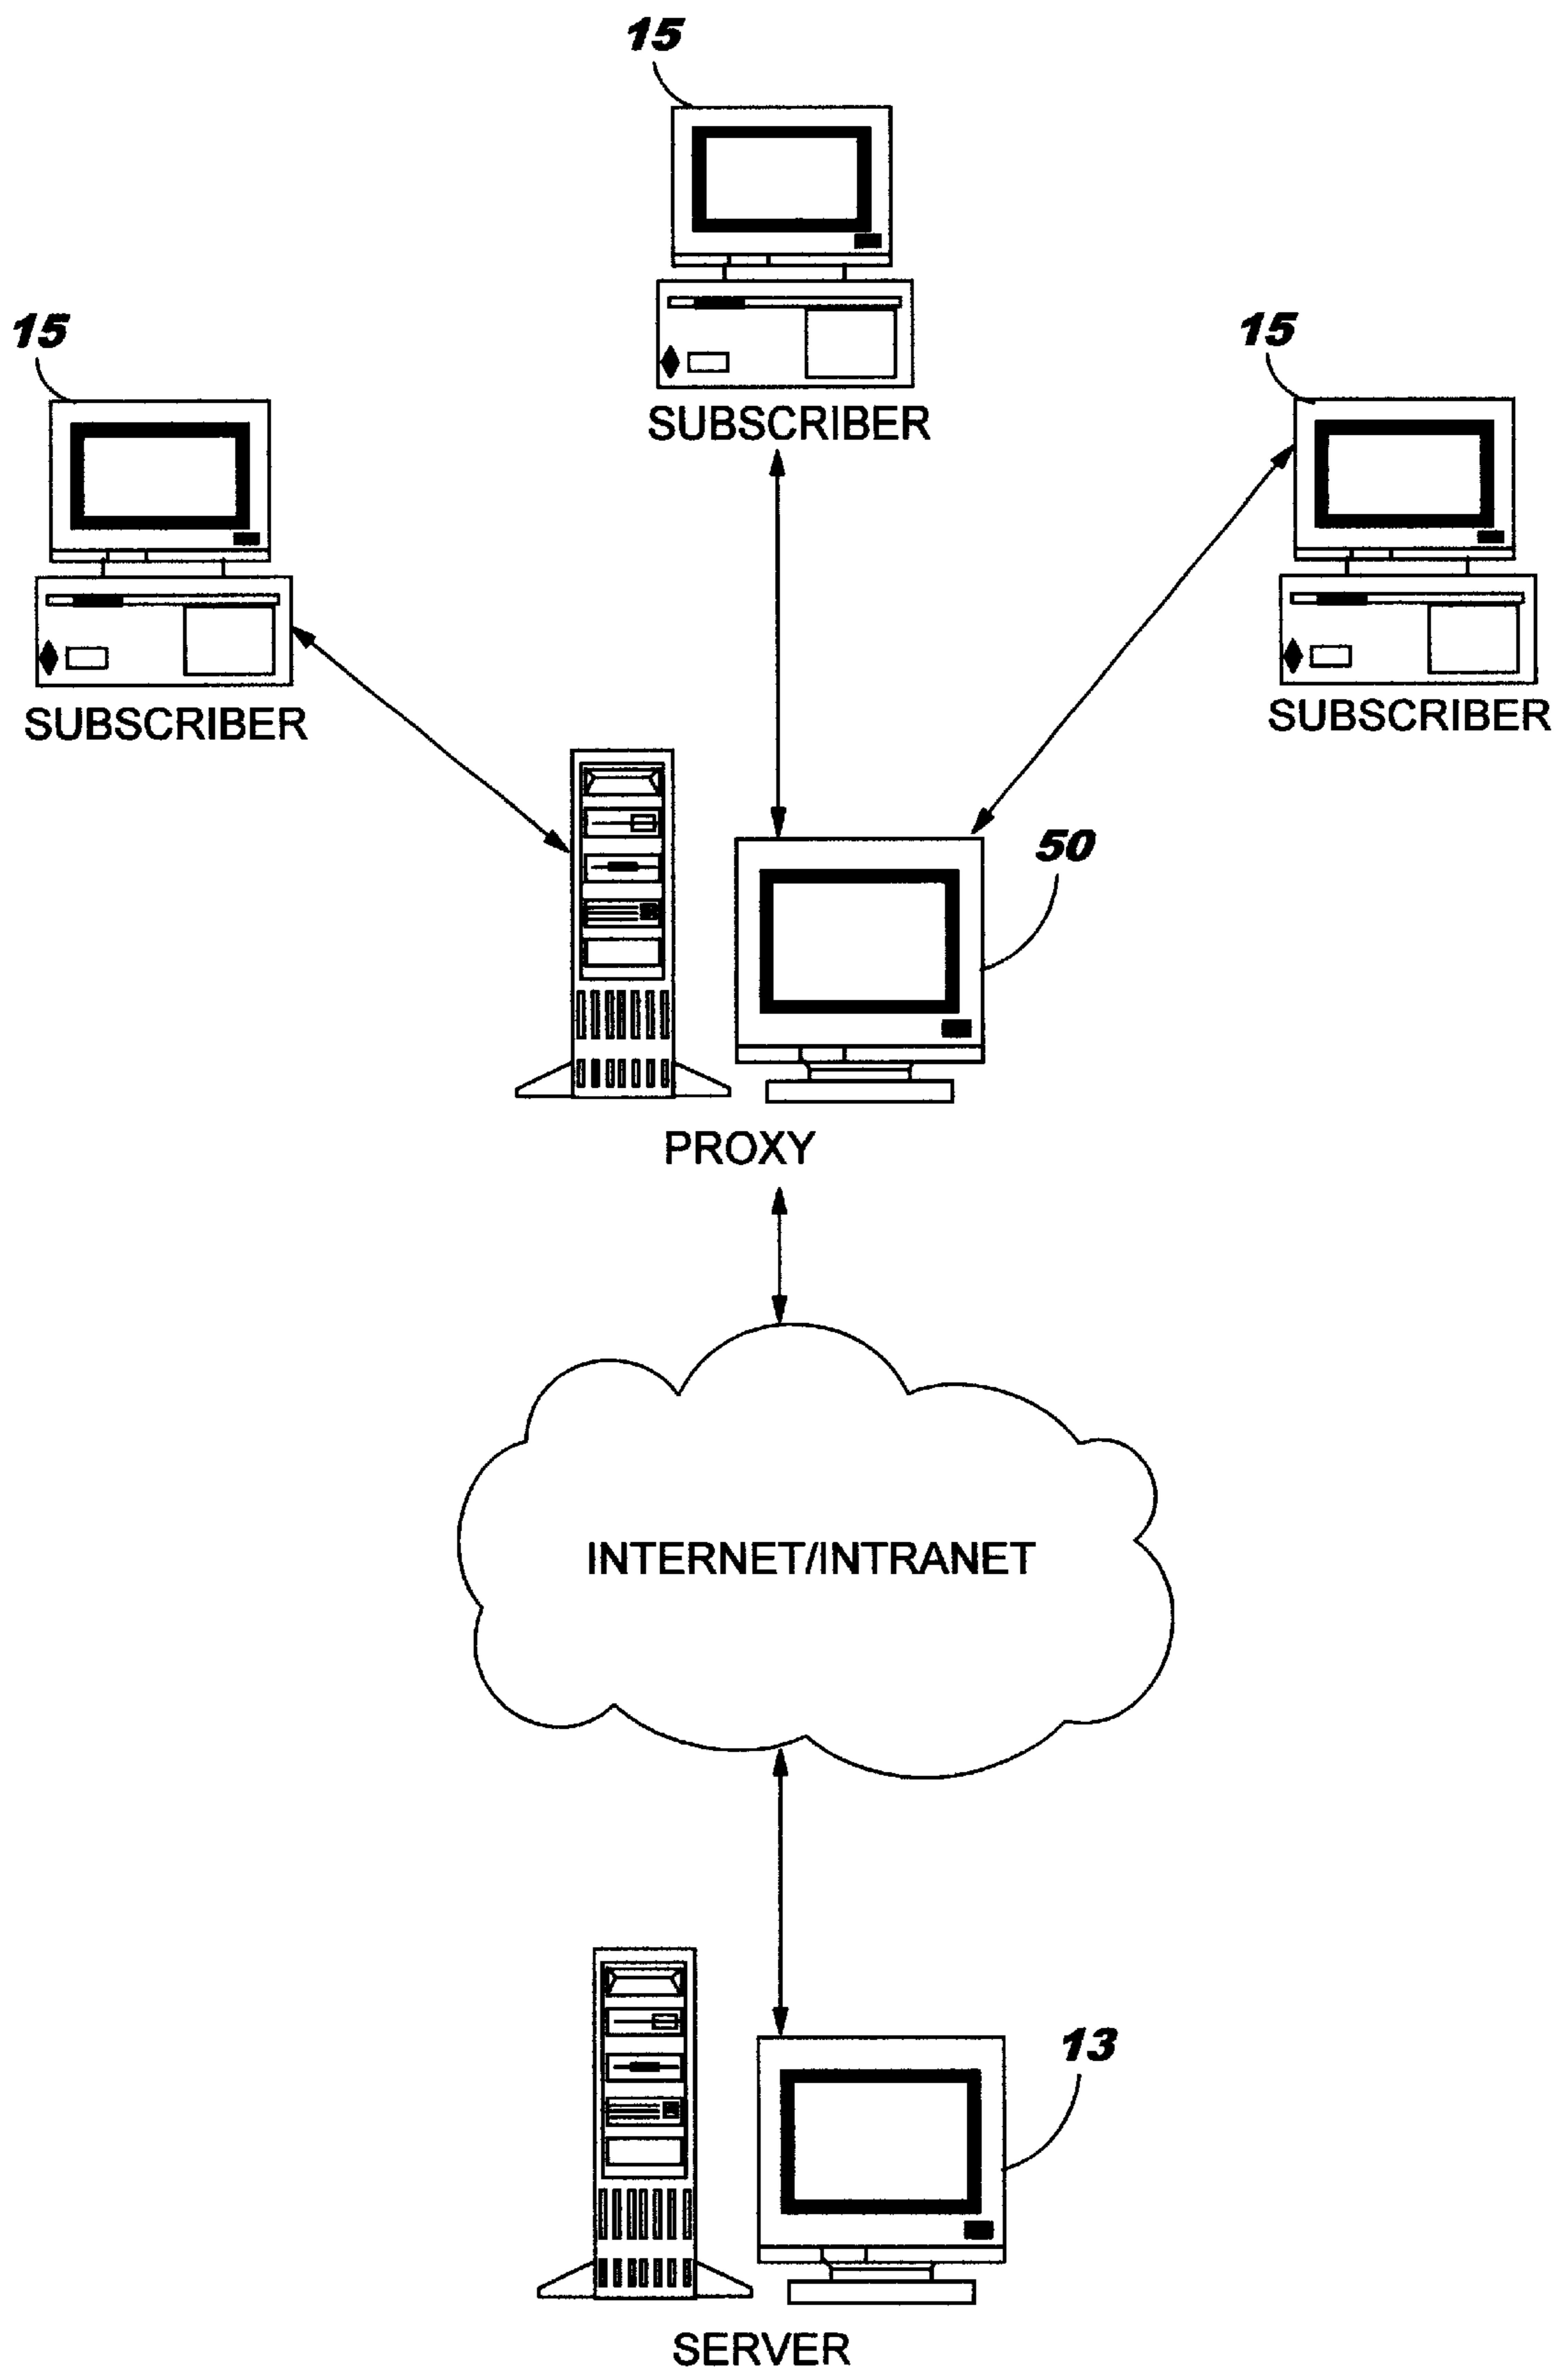 15
15
15
SUBSCRIBER
SUBSCRIBER
SUBSCRIBER
50
PROXY
INTERNET/INTRANET
13
SERVER